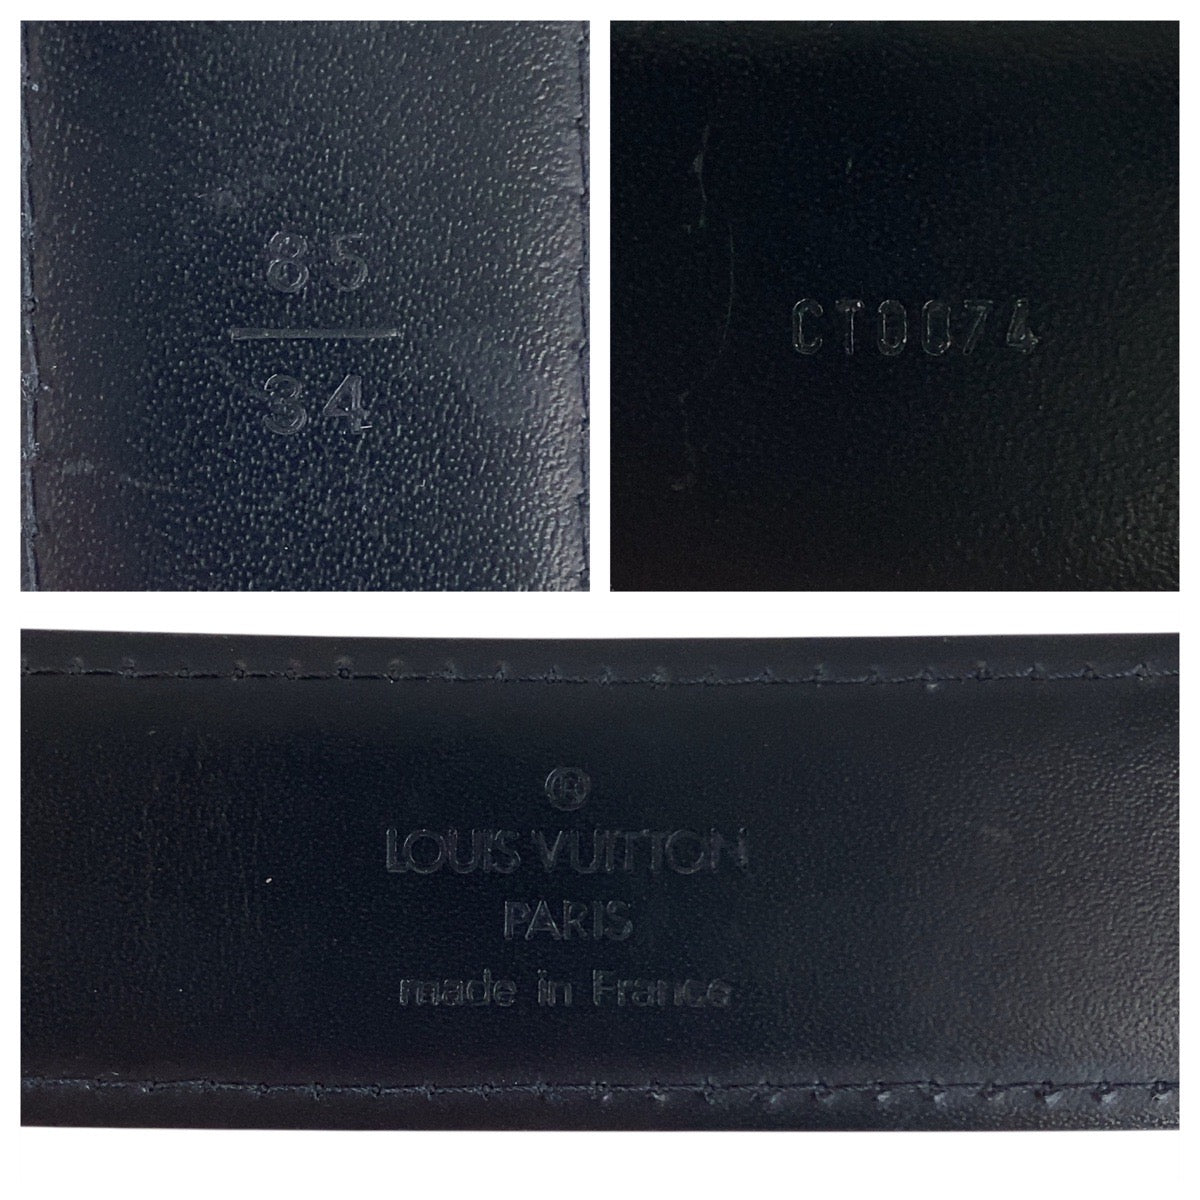 85
34
CT0074
®
LOUIS VUITTON
PARIS
made in France